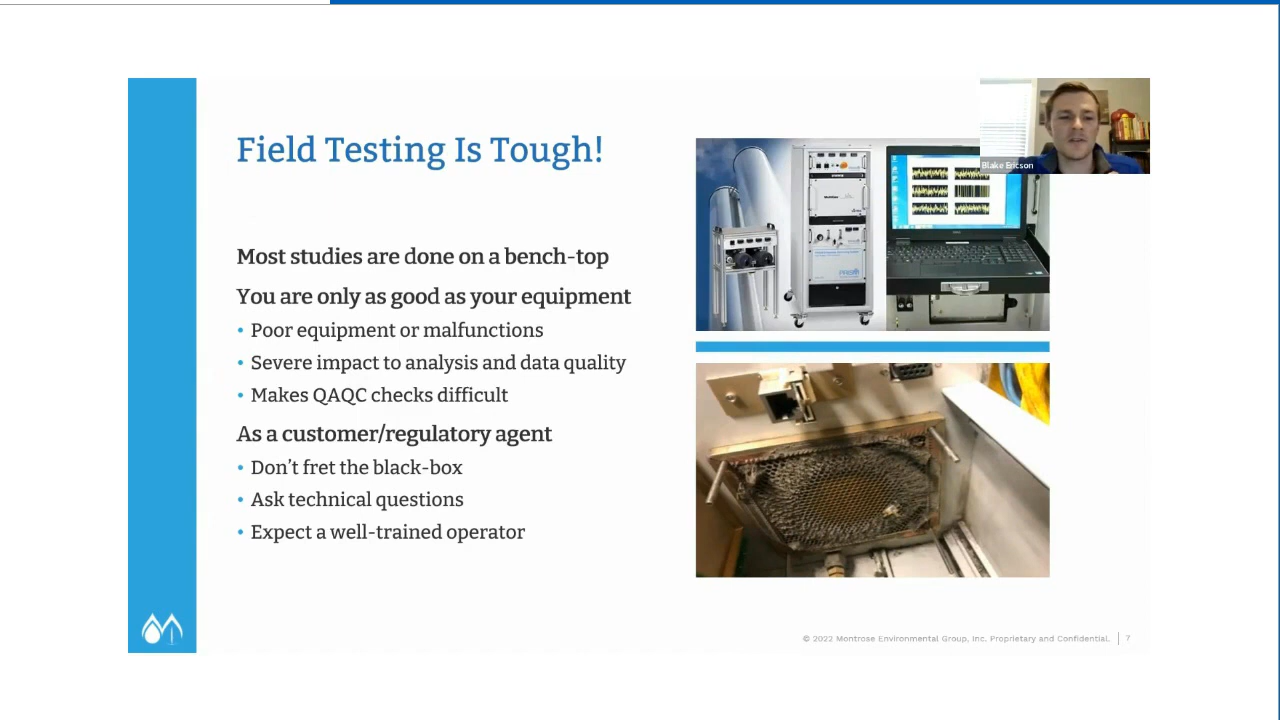 Field Testing Is Tough!
Blake Ericson
Most studies are done on a bench-top
You are only as good as your equipment
• Poor equipment or malfunctions
• Severe impact to analysis and data quality
• Makes QAQC checks difficult
As a customer/regulatory agent
• Don't fret the black-box
• Ask technical questions
• Expect a well-trained operator
© 2022 Montrose Environmental Group, Inc. Proprietary and Confidential.
7